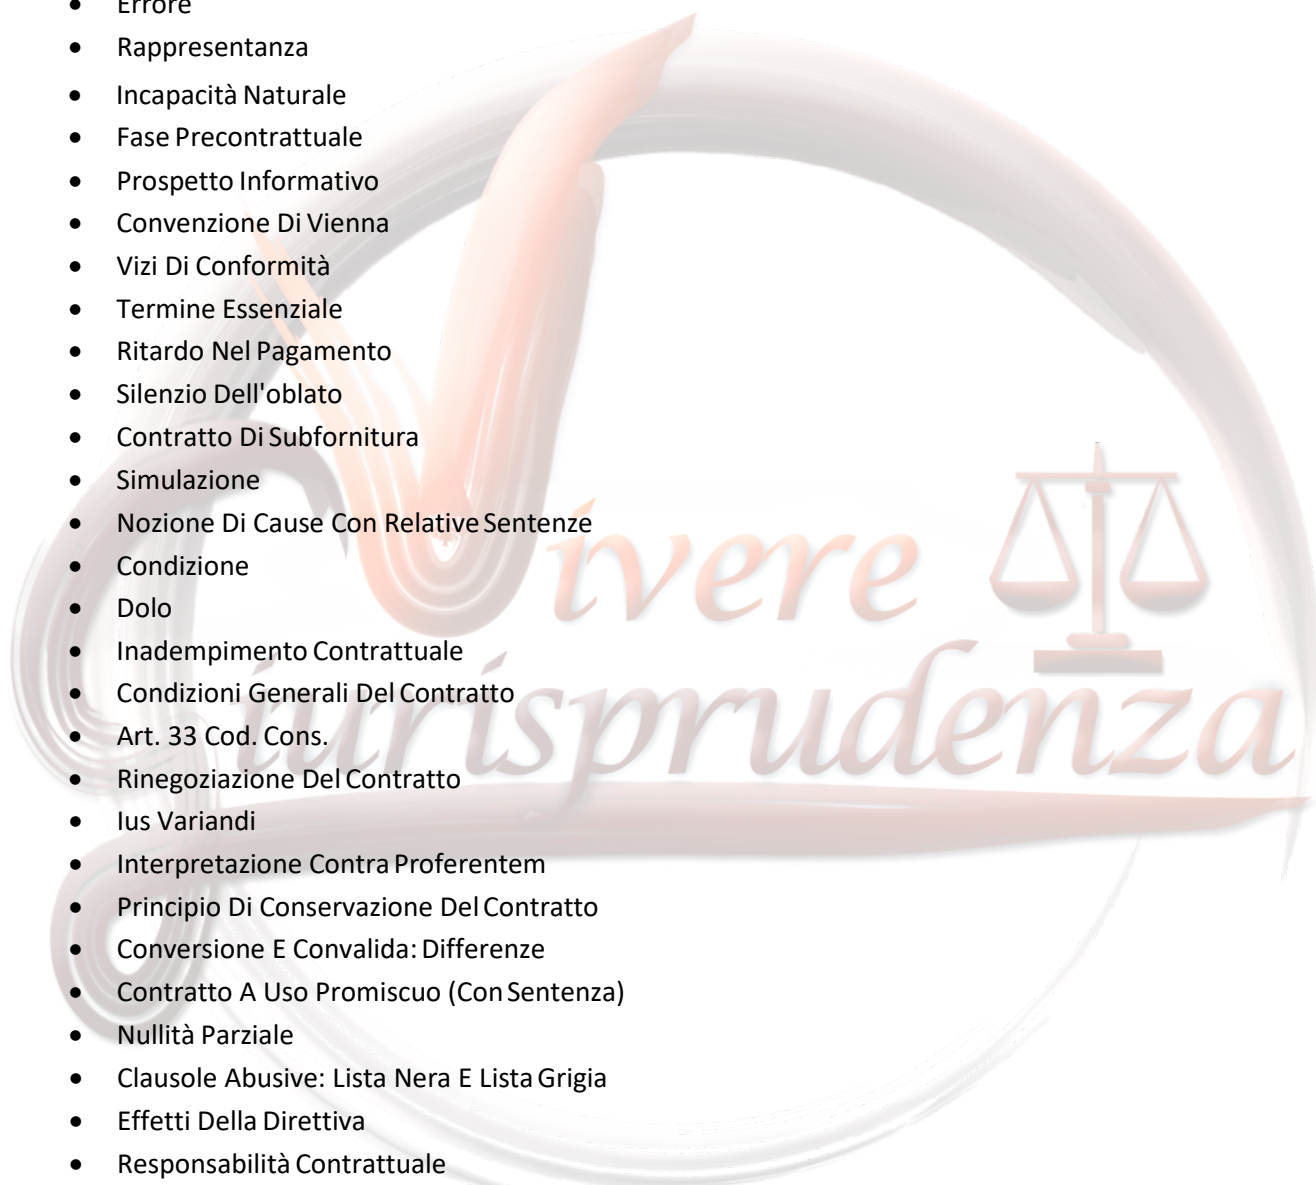 • Errore
• Rappresentanza
• Incapacità Naturale
• Fase Precontrattuale
• Prospetto Informativo
• Convenzione Di Vienna
• Vizi Di Conformità
• Termine Essenziale
• Ritardo Nel Pagamento
• Silenzio Dell'oblato
• Contratto Di Subfornitura
• Simulazione
• Nozione Di Cause Con Relative Sentenze
• Condizione
• Dolo
• Inadempimento Contrattuale
• Condizioni Generali Del Contratto
• Art. 33 Cod. Cons.
• Rinegoziazione Del Contratto
• Ius Variandi
• Interpretazione Contra Proferentem
• Principio Di Conservazione Del Contratto
• Conversione E Convalida: Differenze
• Contratto A Uso Promiscuo (Con Sentenza)
• Nullità Parziale
• Clausole Abusive: Lista Nera E Lista Grigia
• Effetti Della Direttiva
• Responsabilità Contrattuale
Vivere
Giurisprudenza